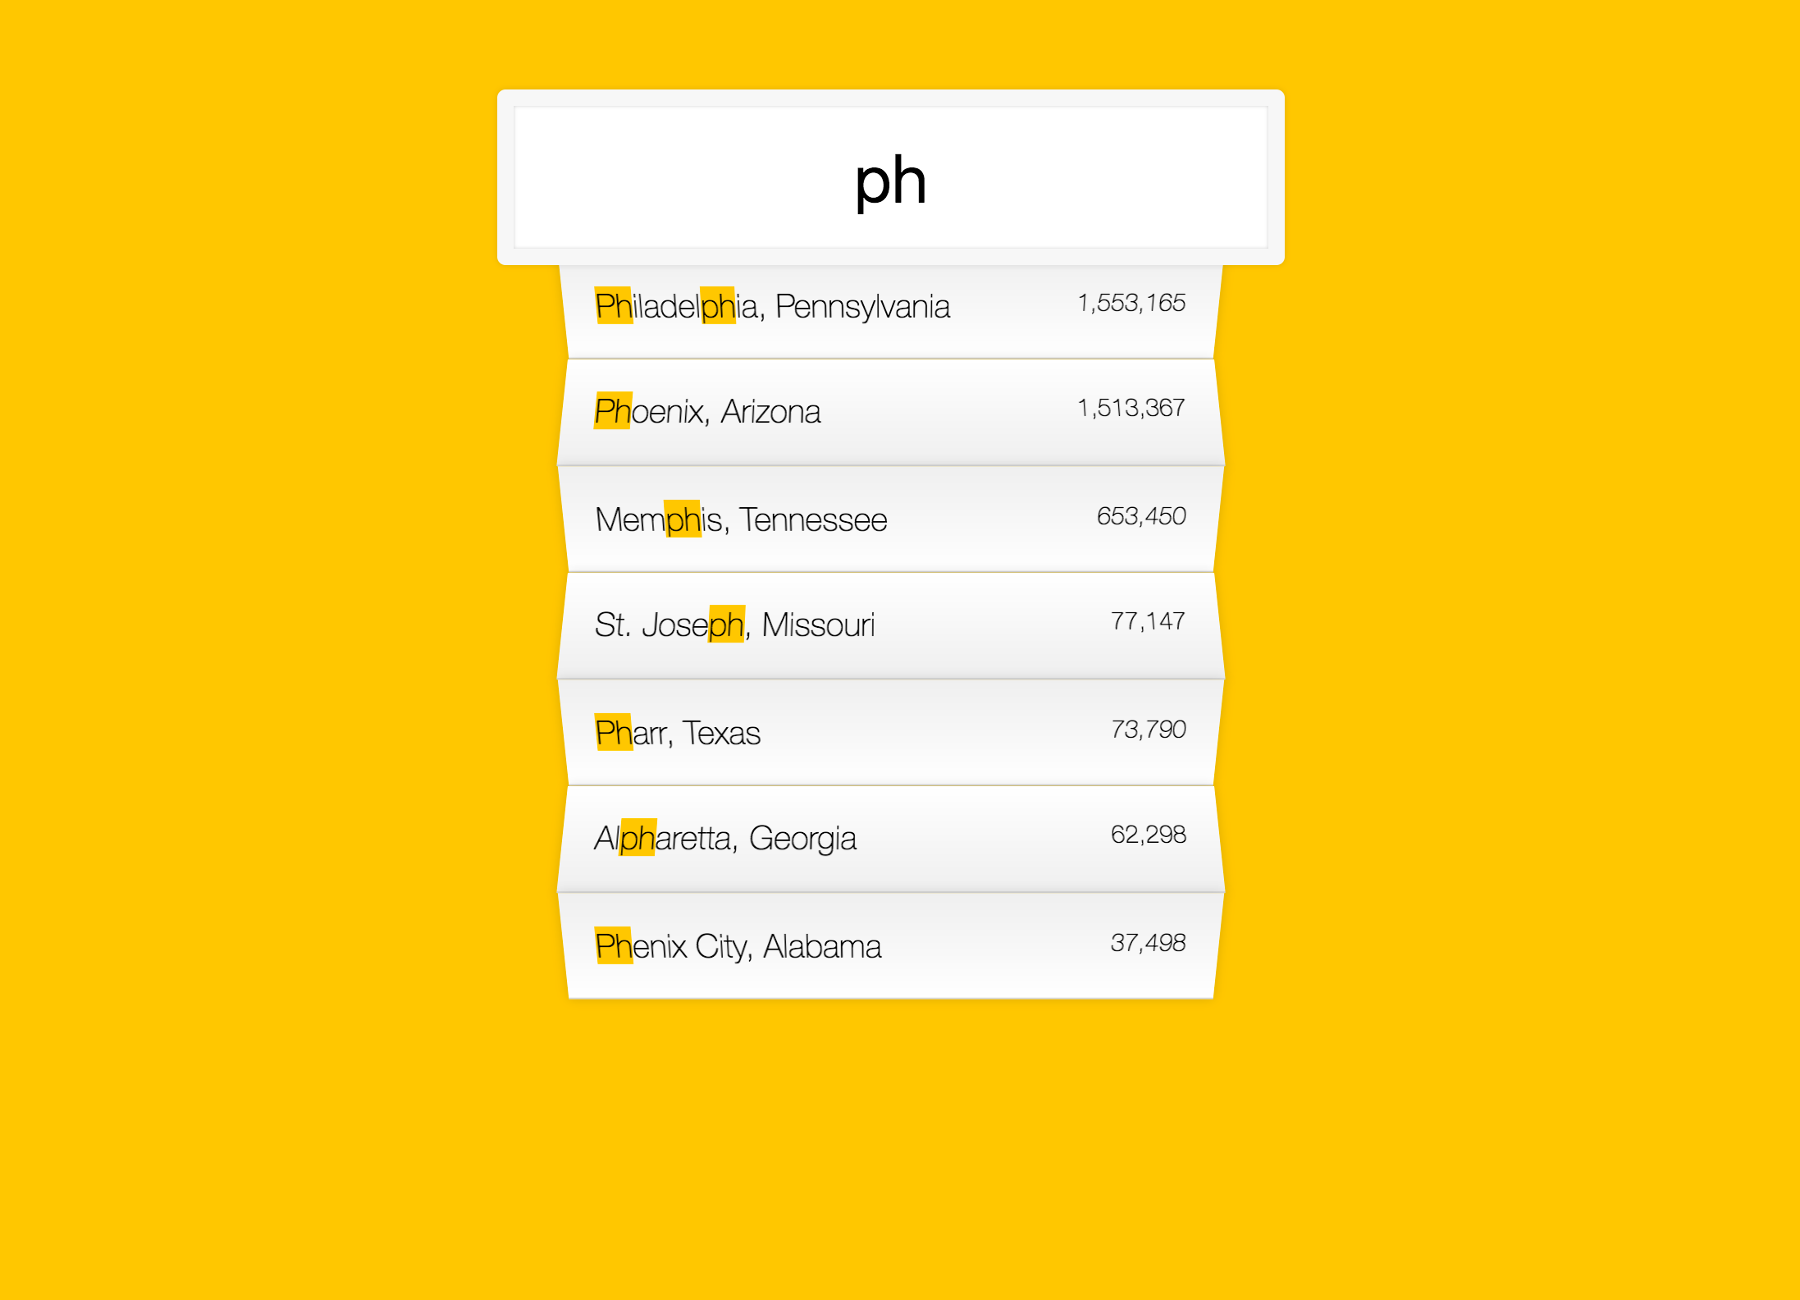 ph
Philadelphia, Pennsylvania 1,553,165
Phoenix, Arizona 1,513,367
Memphis, Tennessee 653,450
St. Joseph, Missouri 77,147
Pharr, Texas 73,790
Alpharetta, Georgia 62,298
Phenix City, Alabama 37,498